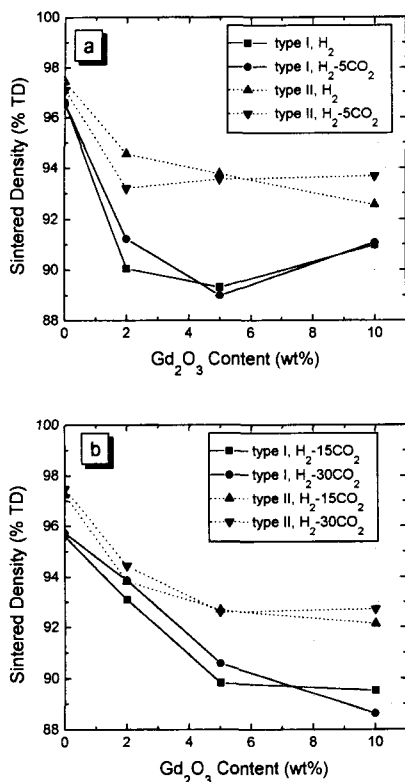 a
type I, H₂
type I, H₂-5CO₂
type II, H₂
type II, H₂-5CO₂
100
98
96
94
92
90
88
0
2
4
6
8
10
Sintered Density (% TD)
Gd₂O₃ Content (wt%)
b
type I, H₂-15CO₂
type I, H₂-30CO₂
type II, H₂-15CO₂
type II, H₂-30CO₂
100
98
96
94
92
90
88
0
2
4
6
8
10
Sintered Density (% TD)
Gd₂O₃ Content (wt%)